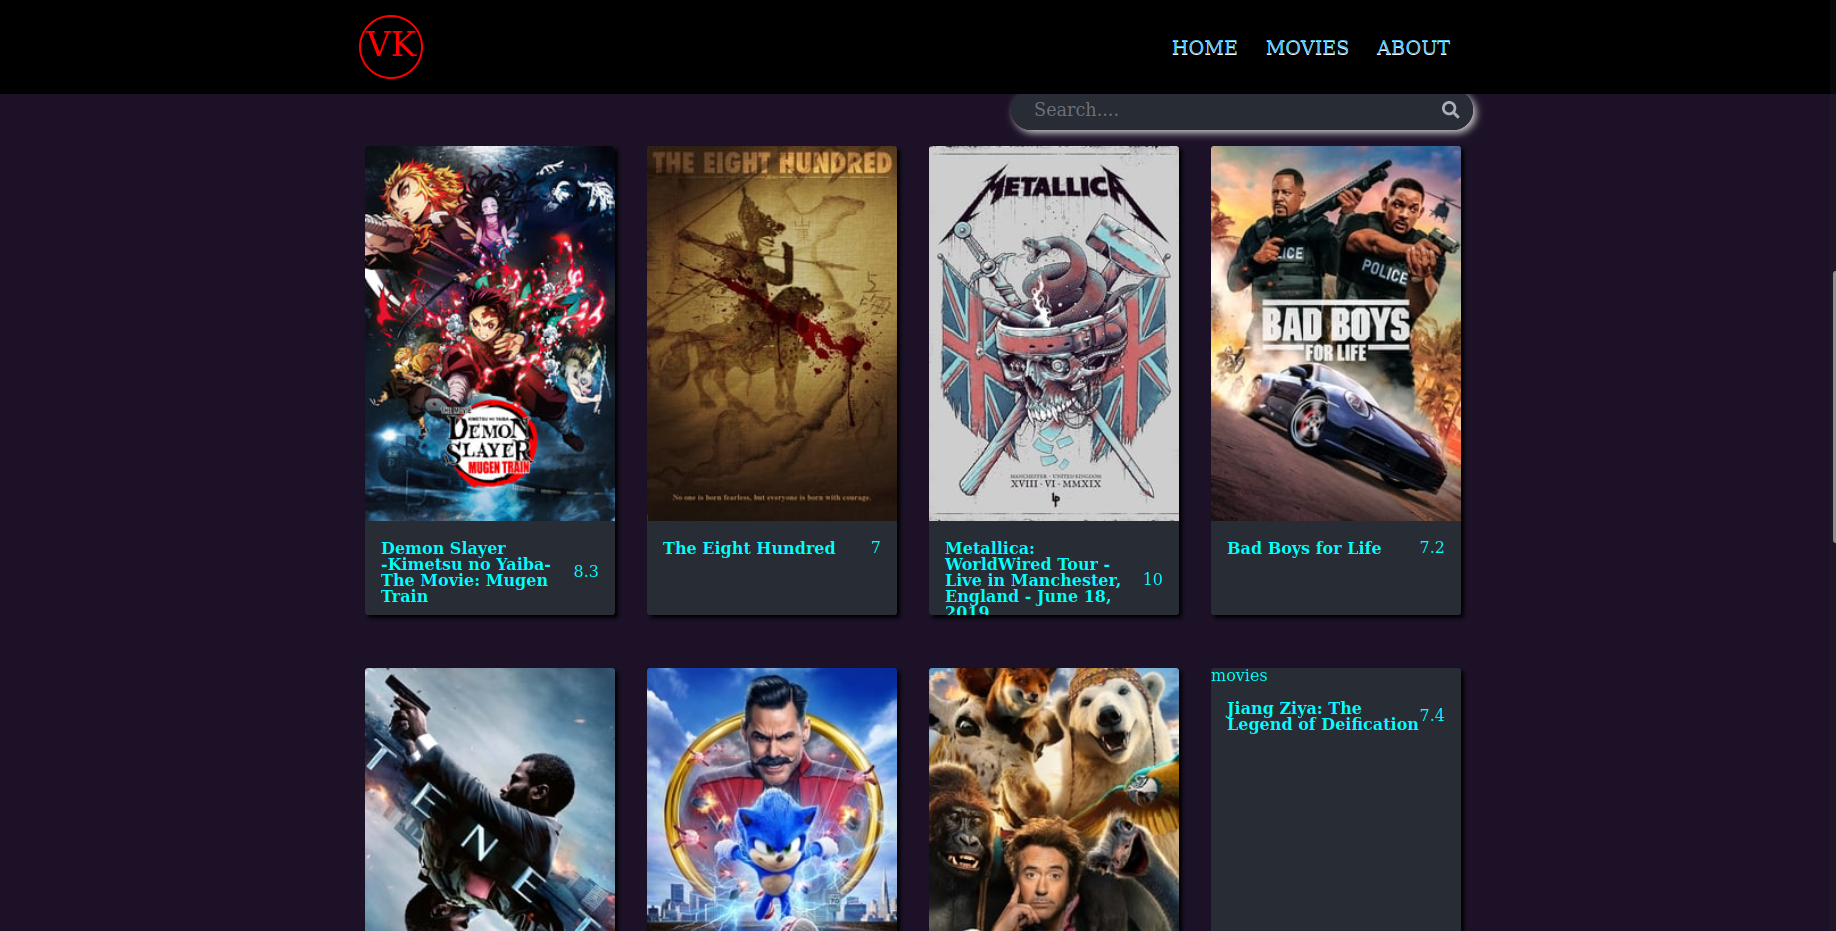 VK
HOME MOVIES ABOUT
Search....
THE MOVIE
KIMETSU NO YAIBA
DEMON
SLAYER
MUGEN TRAIN
Demon Slayer
-Kimetsu no Yaiba-
The Movie: Mugen
Train
8.3
THE EIGHT HUNDRED
No one is born fearless, but everyone is born with courage.
The Eight Hundred
7
METALLICA
MANCHESTER · UNITED KINGDOM
XVIII · VI · MMXIX
Metallica:
WorldWired Tour -
Live in Manchester,
England - June 18,
2019
10
POLICE
POLICE
BAD BOYS
FOR LIFE
Bad Boys for Life
7.2
TENET
movies
Jiang Ziya: The
Legend of Deification
7.4